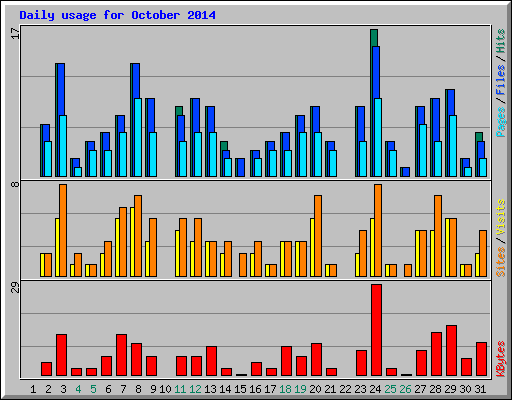 Daily usage for October 2014
17
Pages / Files / Hits
8
Sites / Visits
29
KBytes
1 2 3 4 5 6 7 8 9 10 11 12 13 14 15 16 17 18 19 20 21 22 23 24 25 26 27 28 29 30 31